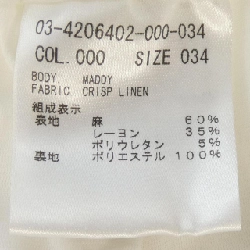 03-4206402-000-034
COL. 000 SIZE 034
BODY. MADDY
FABRIC CRISP LINEN
組成表示
表地 麻 60%
レーヨン 35%
ポリウレタン 5%
裏地 ポリエステル 100%